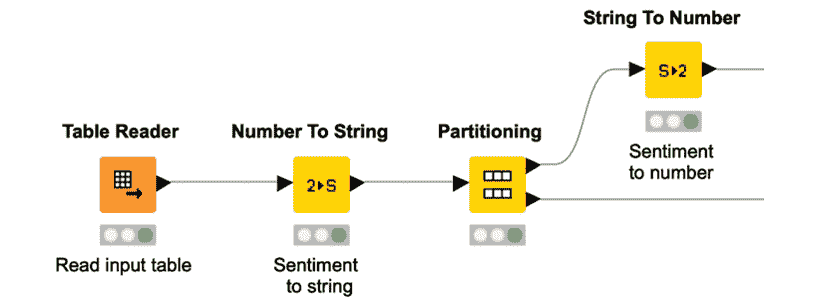 String To Number
S▸2
Sentiment
to number
Table Reader
Number To String
Partitioning
2▸S
Read input table
Sentiment
to string